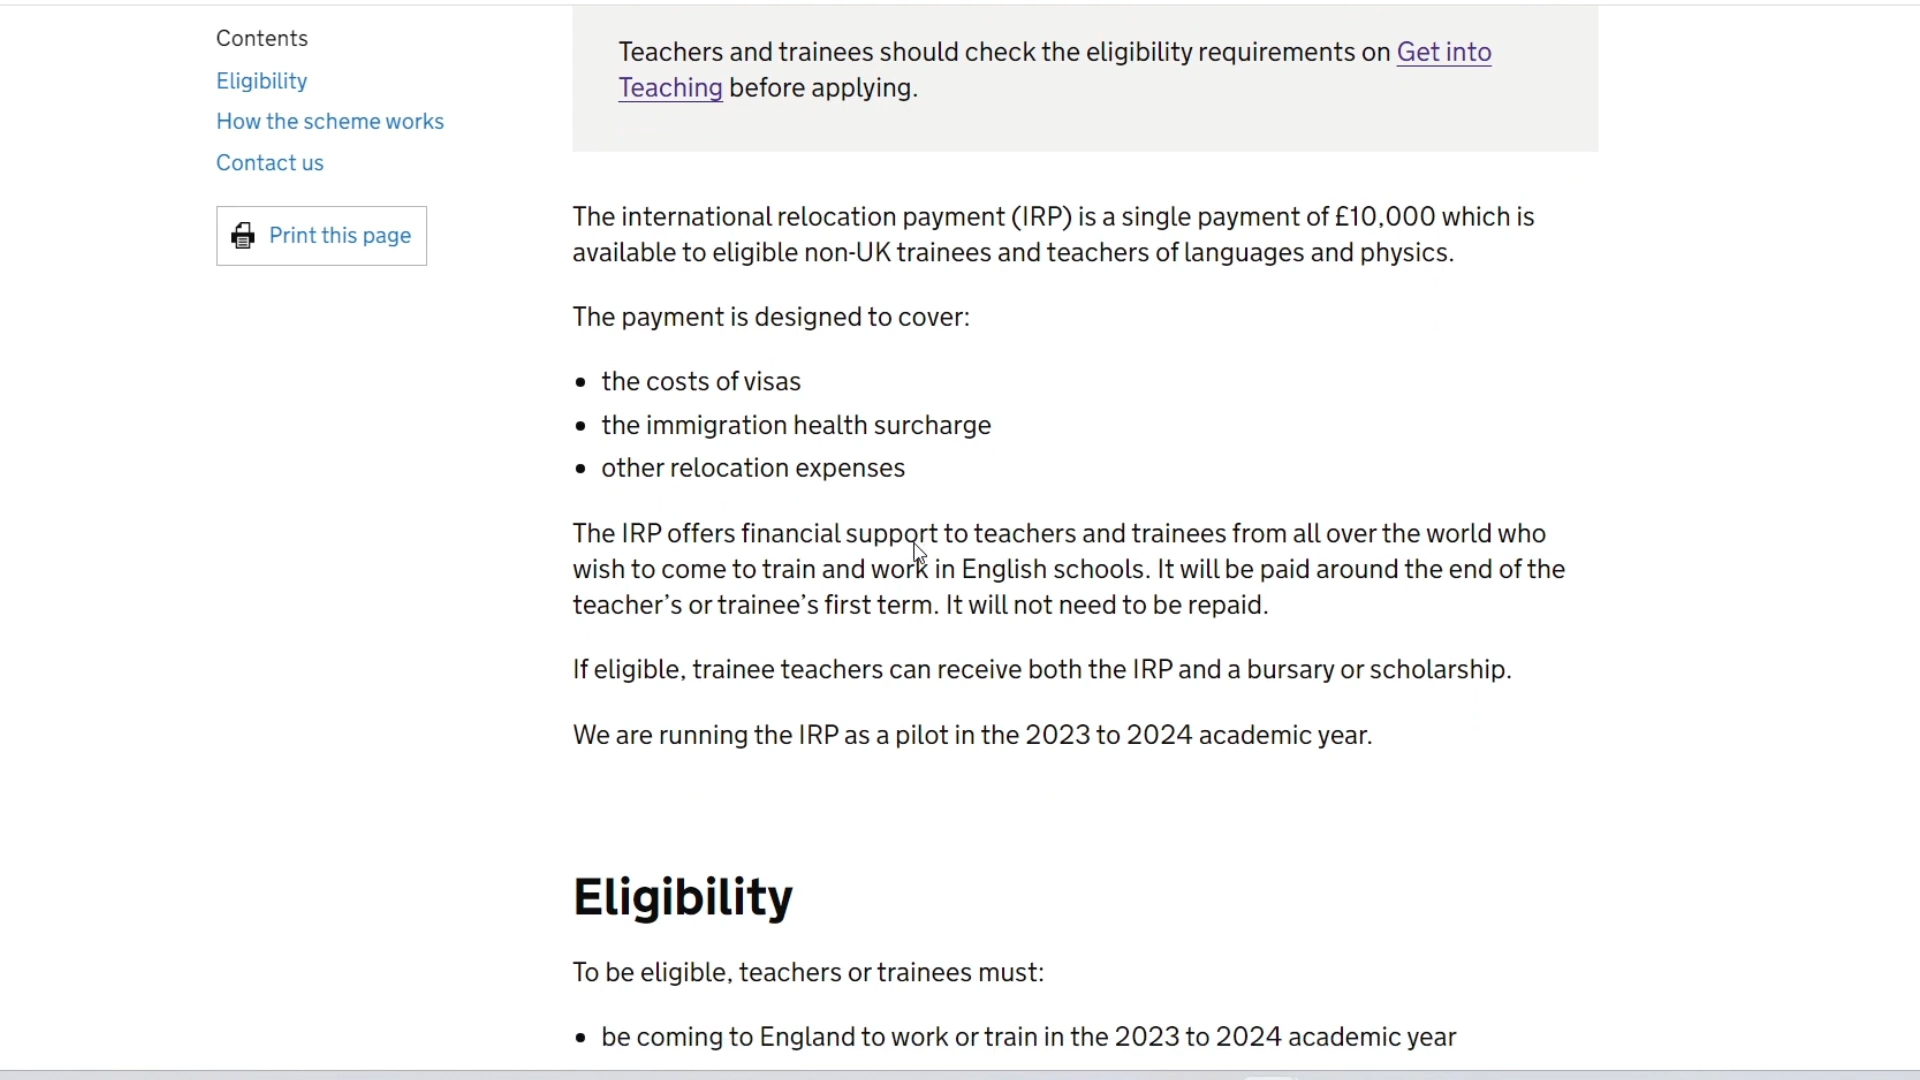 Contents
Eligibility
How the scheme works
Contact us
Print this page
Teachers and trainees should check the eligibility requirements on Get into
Teaching before applying.
The international relocation payment (IRP) is a single payment of £10,000 which is
available to eligible non-UK trainees and teachers of languages and physics.
The payment is designed to cover:
• the costs of visas
• the immigration health surcharge
• other relocation expenses
The IRP offers financial support to teachers and trainees from all over the world who
wish to come to train and work in English schools. It will be paid around the end of the
teacher’s or trainee’s first term. It will not need to be repaid.
If eligible, trainee teachers can receive both the IRP and a bursary or scholarship.
We are running the IRP as a pilot in the 2023 to 2024 academic year.
Eligibility
To be eligible, teachers or trainees must:
• be coming to England to work or train in the 2023 to 2024 academic year